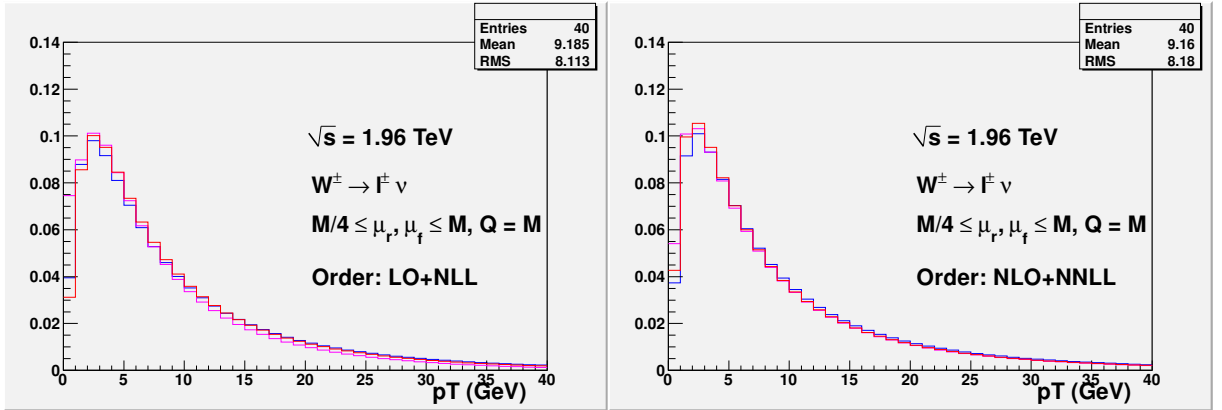 Entries 40
Mean 9.185
RMS 8.113
0.14
0.12
0.1
0.08
0.06
0.04
0.02
0
√s = 1.96 TeV
W± → l± ν
M/4 ≤ μr, μf ≤ M, Q = M
Order: LO+NLL
0 5 10 15 20 25 30 35 40
pT (GeV)
Entries 40
Mean 9.16
RMS 8.18
0.14
0.12
0.1
0.08
0.06
0.04
0.02
0
√s = 1.96 TeV
W± → l± ν
M/4 ≤ μr, μf ≤ M, Q = M
Order: NLO+NNLL
0 5 10 15 20 25 30 35 40
pT (GeV)